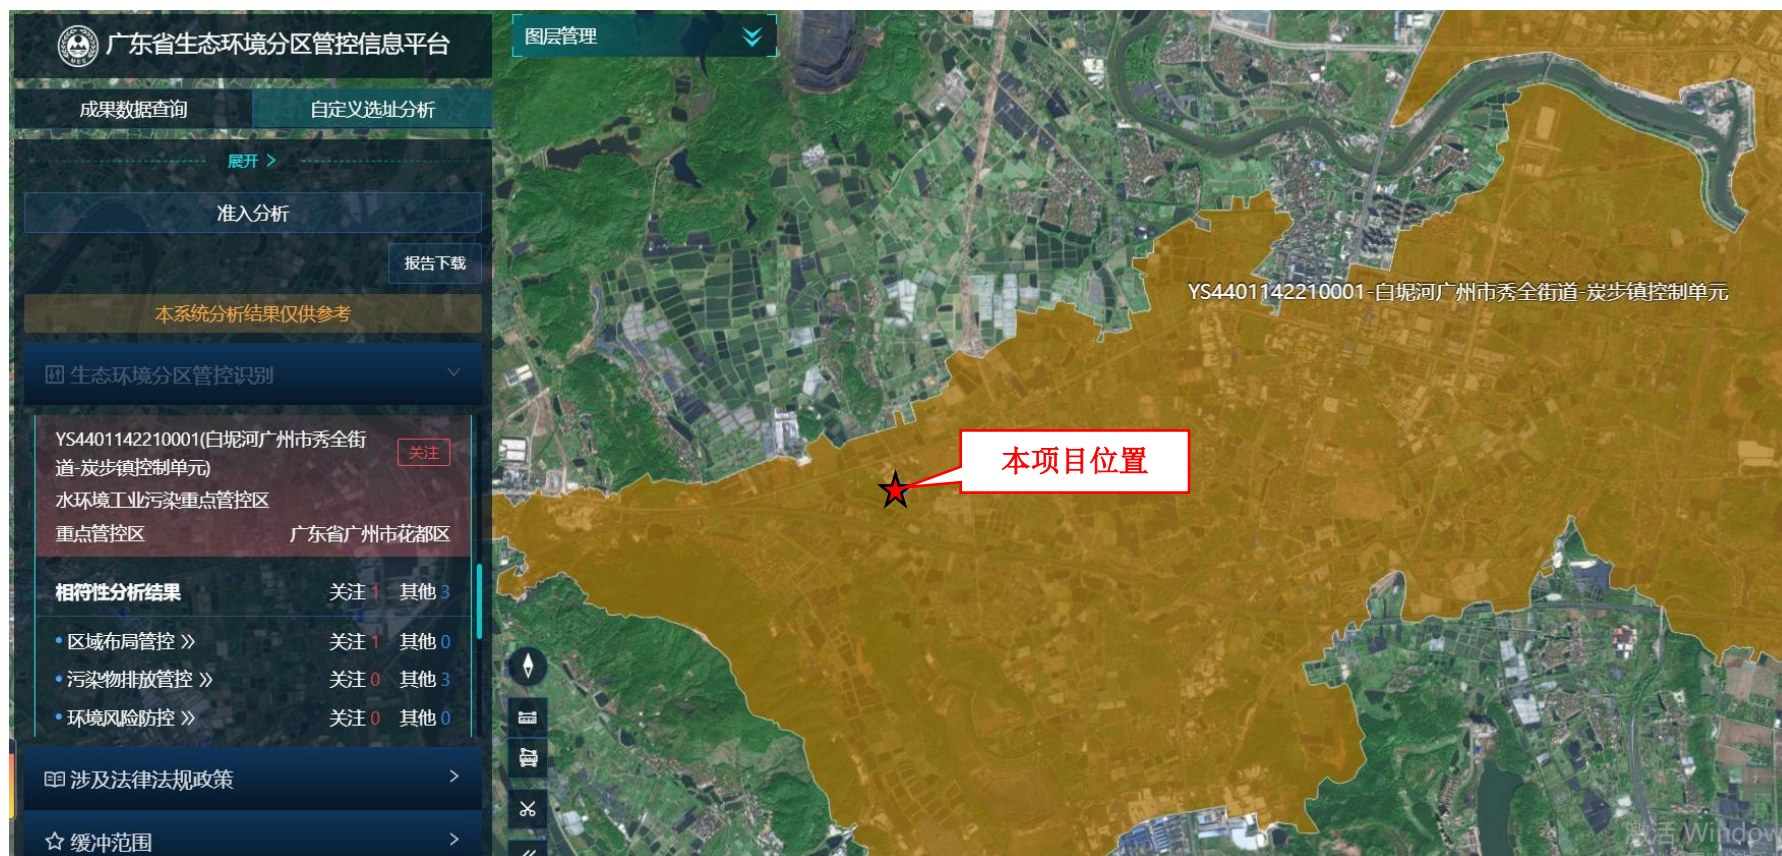 广东省生态环境分区管控信息平台
图层管理
成果数据查询
自定义选址分析
展开 >
准入分析
报告下载
本系统分析结果仅供参考
生态环境分区管控识别
YS4401142210001(白坭河广州市秀全街
道-炭步镇控制单元)
关注
水环境工业污染重点管控区
重点管控区 广东省广州市花都区
相符性分析结果 关注 1 其他 3
• 区域布局管控 关注 1 其他 0
• 污染物排放管控 关注 0 其他 3
• 环境风险防控 关注 0 其他 0
涉及法律法规政策
缓冲范围
YS4401142210001-白坭河广州市秀全街道-炭步镇控制单元
本项目位置
激活 Window